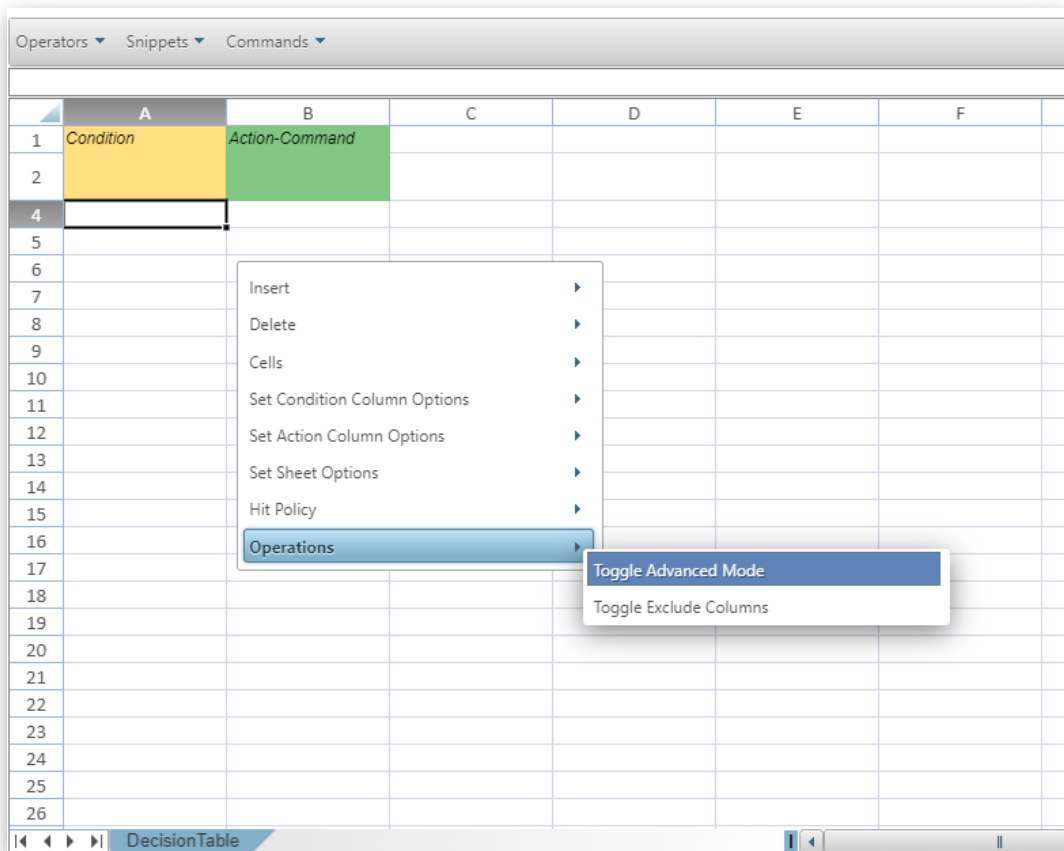 Operators Snippets Commands
A B C D E F
1 Condition Action-Command
2
4
5
6
Insert
7
8 Delete
9 Cells
10
11 Set Condition Column Options
12 Set Action Column Options
13 Set Sheet Options
14
15 Hit Policy
16 Operations
17 Toggle Advanced Mode
18
19 Toggle Exclude Columns
20
21
22
23
24
25
26
DecisionTable